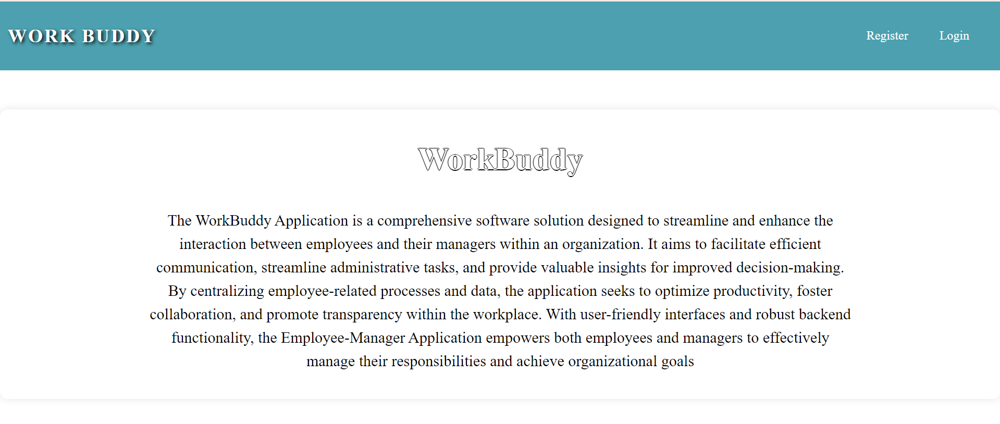 WORK BUDDY
Register
Login
WorkBuddy
The WorkBuddy Application is a comprehensive software solution designed to streamline and enhance the
interaction between employees and their managers within an organization. It aims to facilitate efficient
communication, streamline administrative tasks, and provide valuable insights for improved decision-making.
By centralizing employee-related processes and data, the application seeks to optimize productivity, foster
collaboration, and promote transparency within the workplace. With user-friendly interfaces and robust backend
functionality, the Employee-Manager Application empowers both employees and managers to effectively
manage their responsibilities and achieve organizational goals